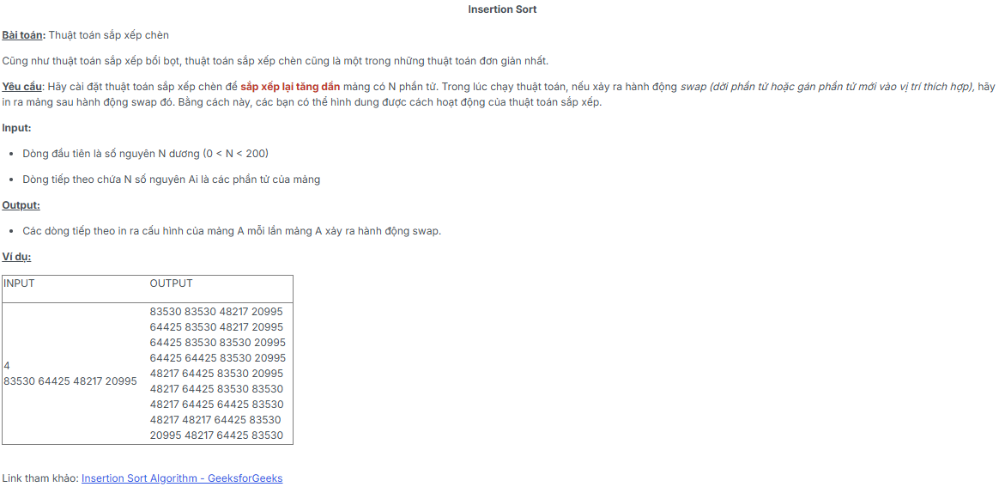 Insertion Sort
Bài toán: Thuật toán sắp xếp chèn
Cũng như thuật toán sắp xếp bồi bọt, thuật toán sắp xếp chèn cũng là một trong những thuật toán đơn giản nhất.
Yêu cầu: Hãy cài đặt thuật toán sắp xếp chèn để sắp xếp lại tăng dần mảng có N phần tử. Trong lúc chạy thuật toán, nếu xảy ra hành động swap (dời phần tử hoặc gán phần tử mới vào vị trí thích hợp), hãy
in ra mảng sau hành động swap đó. Bằng cách này, các bạn có thể hình dung được cách hoạt động của thuật toán sắp xếp.
Input:
• Dòng đầu tiên là số nguyên N dương (0 < N < 200)
• Dòng tiếp theo chứa N số nguyên Ai là các phần tử của mảng
Output:
• Các dòng tiếp theo in ra cấu hình của mảng A mỗi lần mảng A xảy ra hành động swap.
Ví dụ:
INPUT OUTPUT
4
83530 64425 48217 20995
83530 83530 48217 20995
64425 83530 48217 20995
64425 83530 83530 20995
64425 64425 83530 20995
48217 64425 83530 20995
48217 64425 83530 83530
48217 64425 64425 83530
48217 48217 64425 83530
20995 48217 64425 83530
Link tham khảo: Insertion Sort Algorithm - GeeksforGeeks